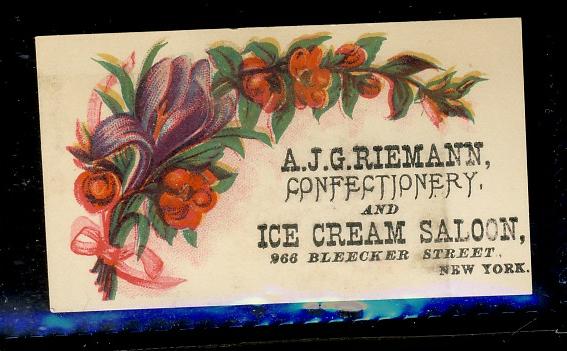 A.J.G.RIEMANN,
CONFECTIONERY.
AND
ICE CREAM SALOON,
966 BLEECKER STREET,
NEW YORK.